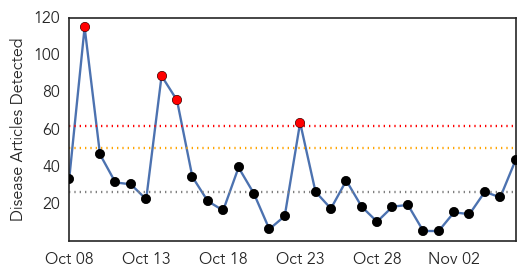 120
100
80
60
40
20
Disease Articles Detected
Oct 08
Oct 13
Oct 18
Oct 23
Oct 28
Nov 02